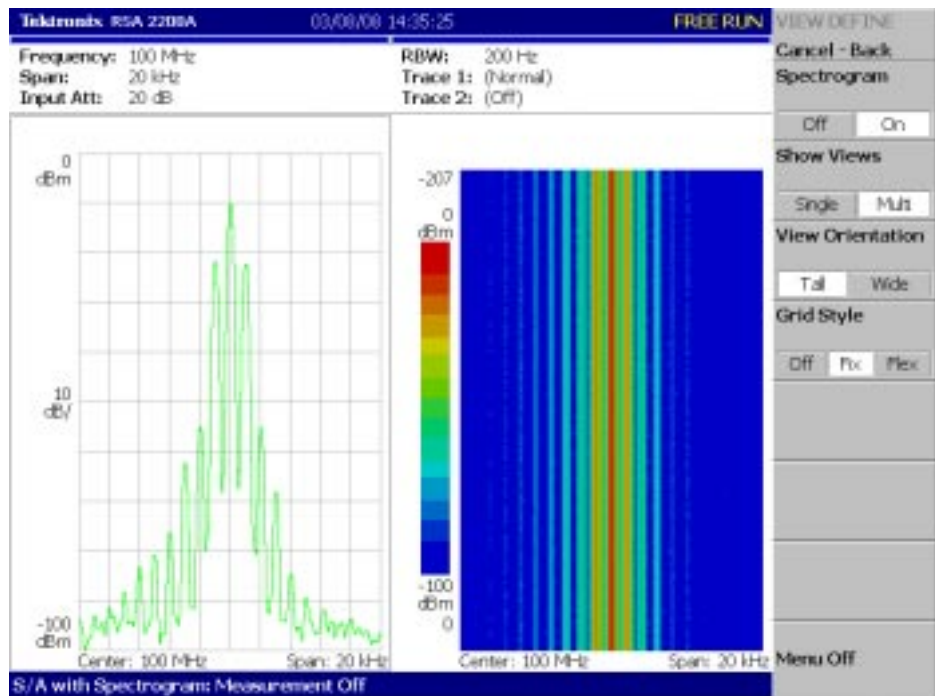 Tektronix RSA 2208A 03/08/08 14:35:25 FREE RUN
Frequency: 100 MHz
Span: 20 kHz
Input Att: 20 dB
RBW: 200 Hz
Trace 1: (Normal)
Trace 2: (Off)
0
dBm
10
dB/
-100
dBm
Center: 100 MHz Span: 20 kHz
-207
0
dBm
-100
dBm
0
Center: 100 MHz Span: 20 kHz
S/A with Spectrogram: Measurement Off
VIEW DEFINE
Cancel - Back
Spectrogram
Off On
Show Views
Single Multi
View Orientation
Tall Wide
Grid Style
Off Fix Flex
Menu Off